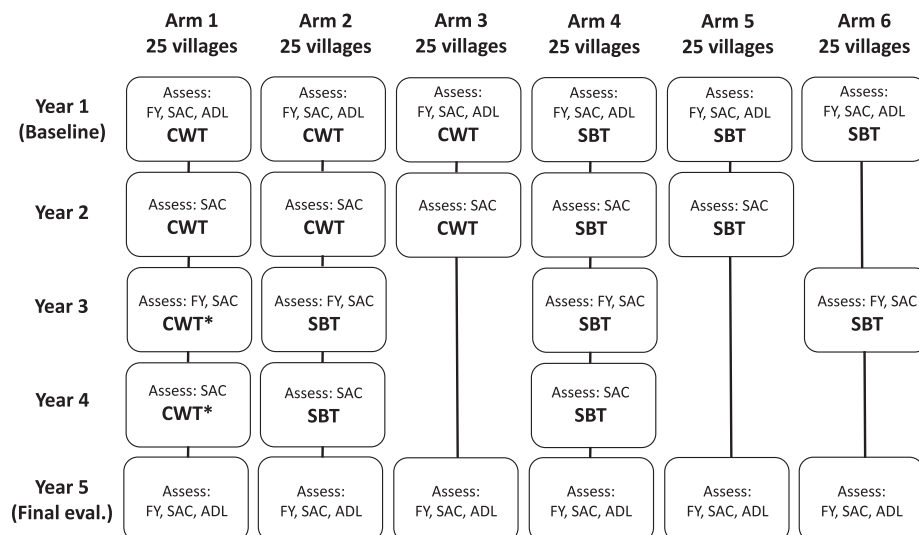 Arm 1 Arm 2 Arm 3 Arm 4 Arm 5 Arm 6
25 villages 25 villages 25 villages 25 villages 25 villages 25 villages
Year 1
(Baseline)
Assess: Assess: Assess: Assess: Assess: Assess:
FY, SAC, ADL FY, SAC, ADL FY, SAC, ADL FY, SAC, ADL FY, SAC, ADL FY, SAC, ADL
CWT CWT CWT SBT SBT SBT
Year 2
Assess: SAC Assess: SAC Assess: SAC Assess: SAC Assess: SAC
CWT CWT CWT SBT SBT
Year 3
Assess: FY, SAC Assess: FY, SAC Assess: FY, SAC Assess: FY, SAC
CWT* SBT SBT SBT
Year 4
Assess: SAC Assess: SAC Assess: SAC
CWT* SBT SBT
Year 5
(Final eval.)
Assess: Assess: Assess: Assess: Assess: Assess:
FY, SAC, ADL FY, SAC, ADL FY, SAC, ADL FY, SAC, ADL FY, SAC, ADL FY, SAC, ADL